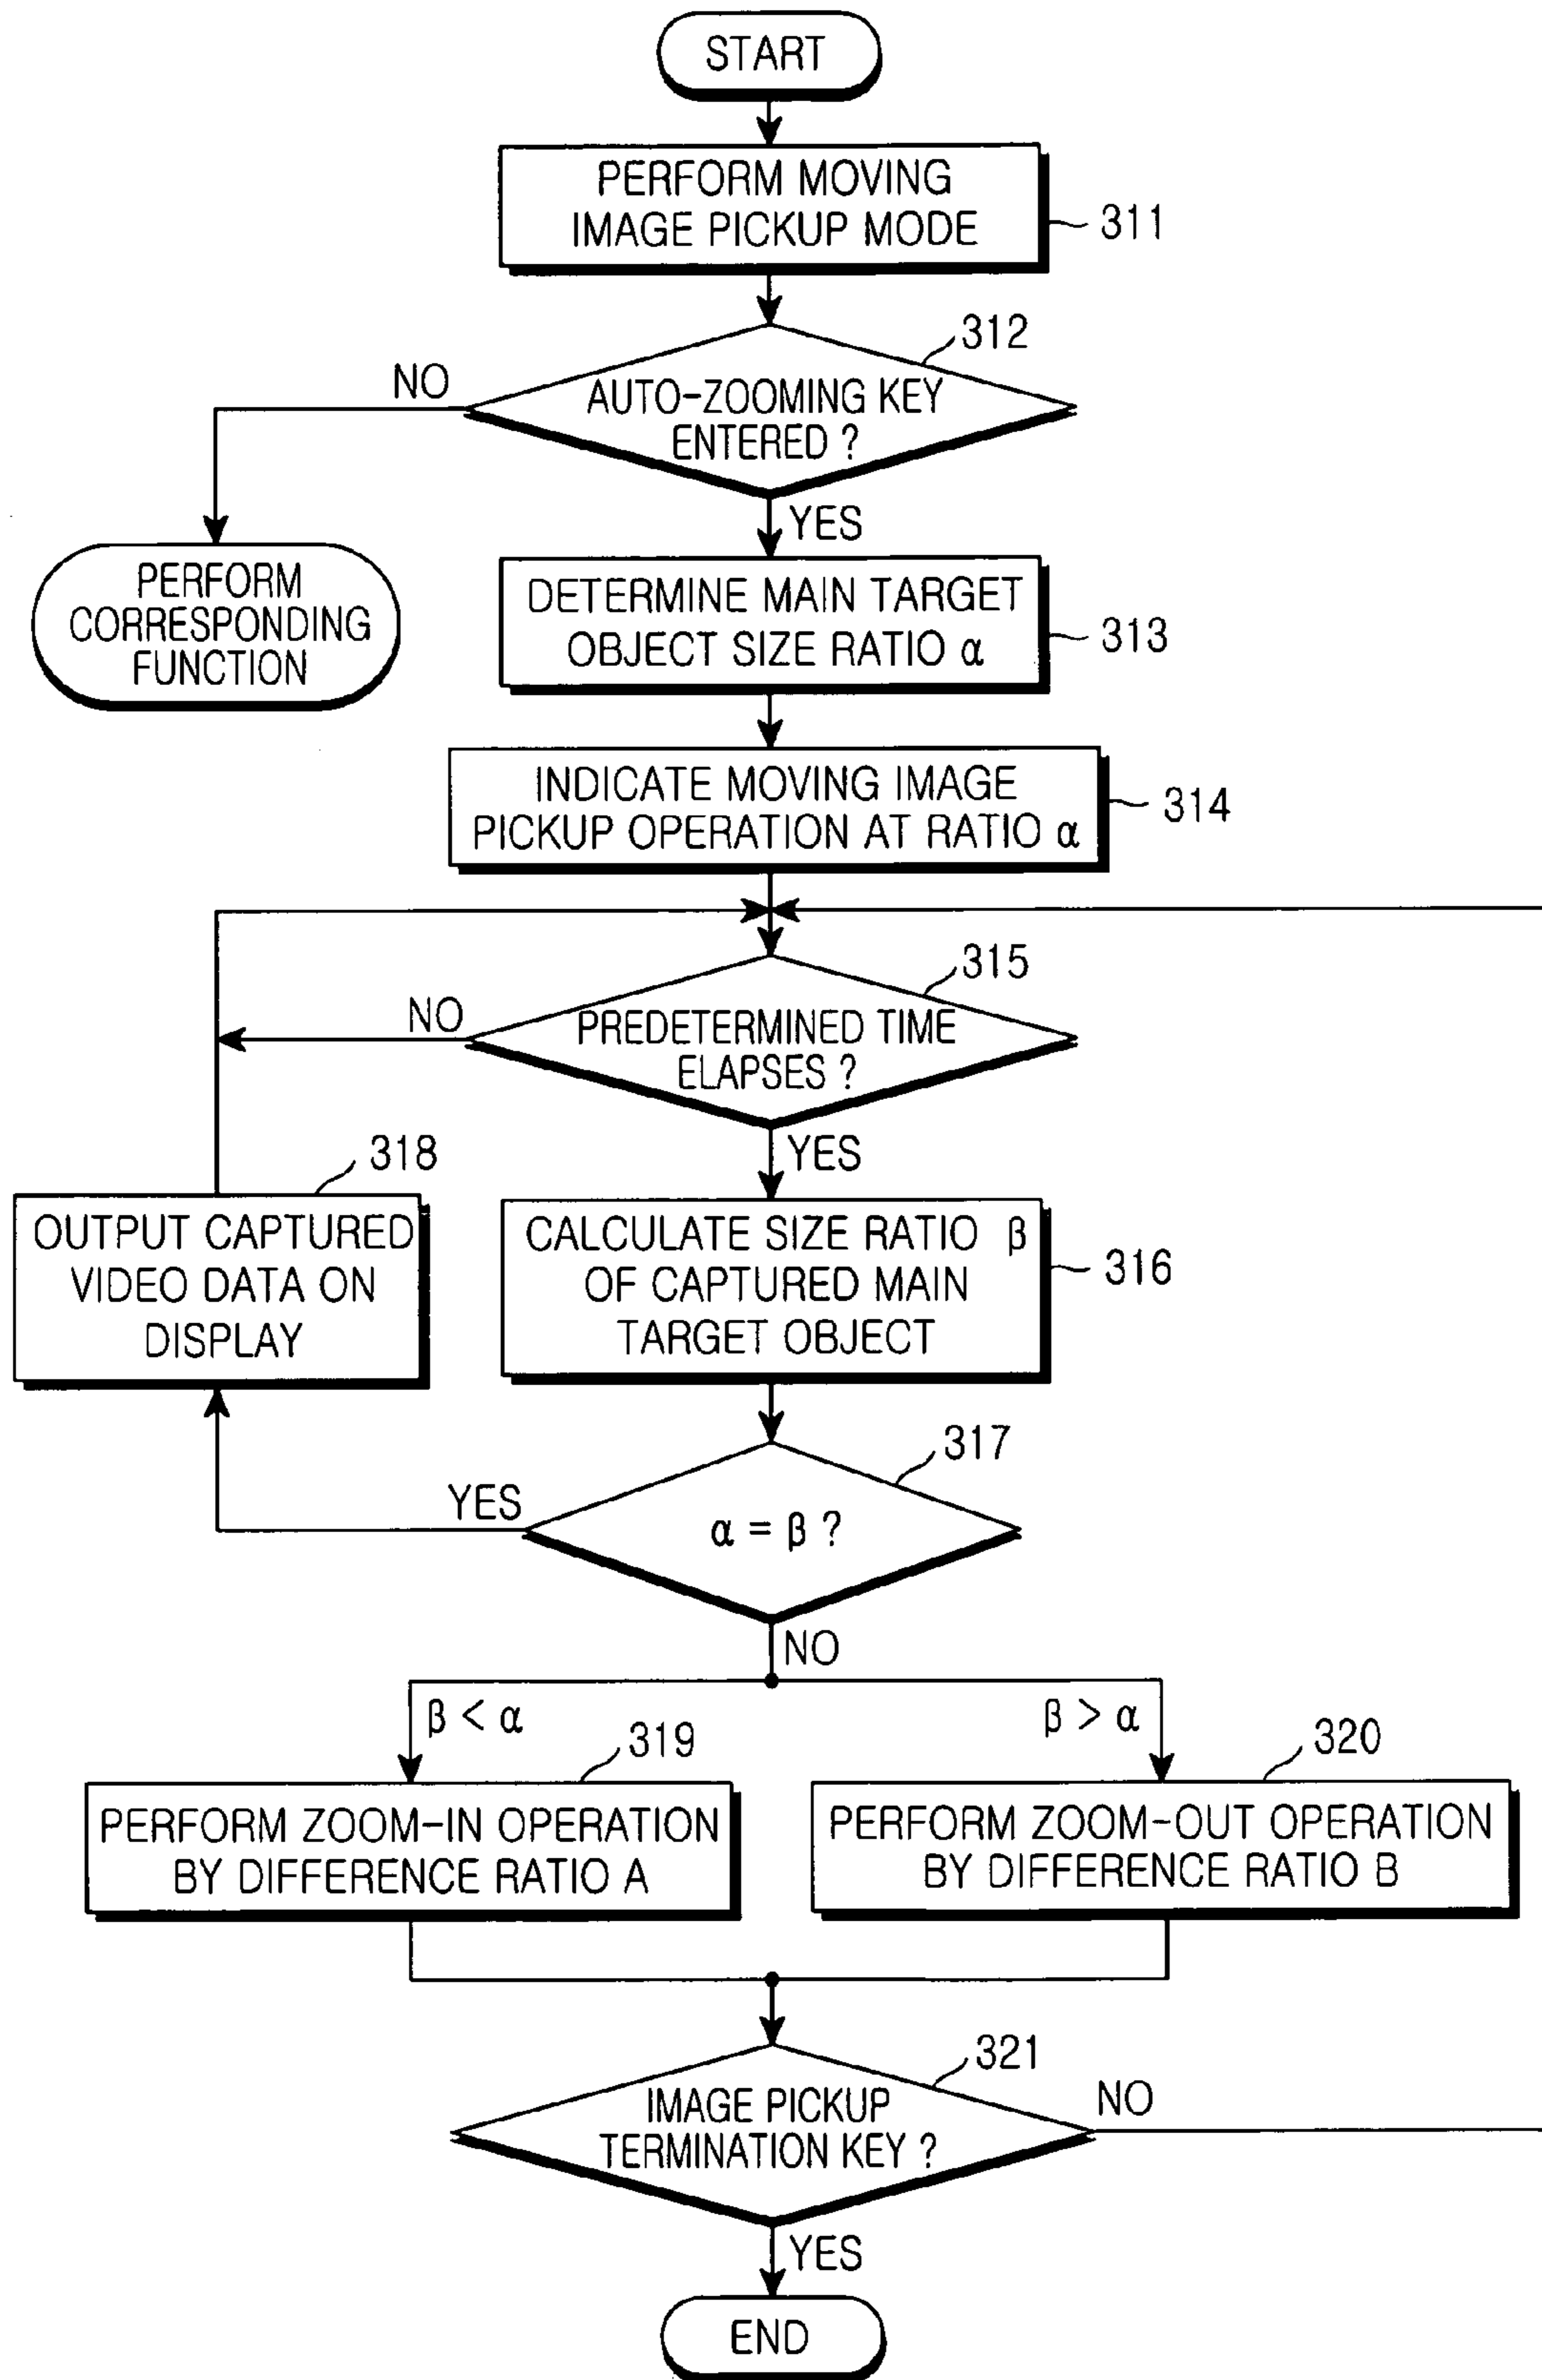 START
PERFORM MOVING
IMAGE PICKUP MODE
311
312
NO
AUTO-ZOOMING KEY
ENTERED ?
YES
PERFORM
CORRESPONDING
FUNCTION
DETERMINE MAIN TARGET
OBJECT SIZE RATIO α
313
INDICATE MOVING IMAGE
PICKUP OPERATION AT RATIO α
314
315
NO
PREDETERMINED TIME
ELAPSES ?
YES
318
OUTPUT CAPTURED
VIDEO DATA ON
DISPLAY
CALCULATE SIZE RATIO β
OF CAPTURED MAIN
TARGET OBJECT
316
317
YES
α = β ?
NO
β < α
β > α
319
320
PERFORM ZOOM-IN OPERATION
BY DIFFERENCE RATIO A
PERFORM ZOOM-OUT OPERATION
BY DIFFERENCE RATIO B
321
IMAGE PICKUP
TERMINATION KEY ?
NO
YES
END